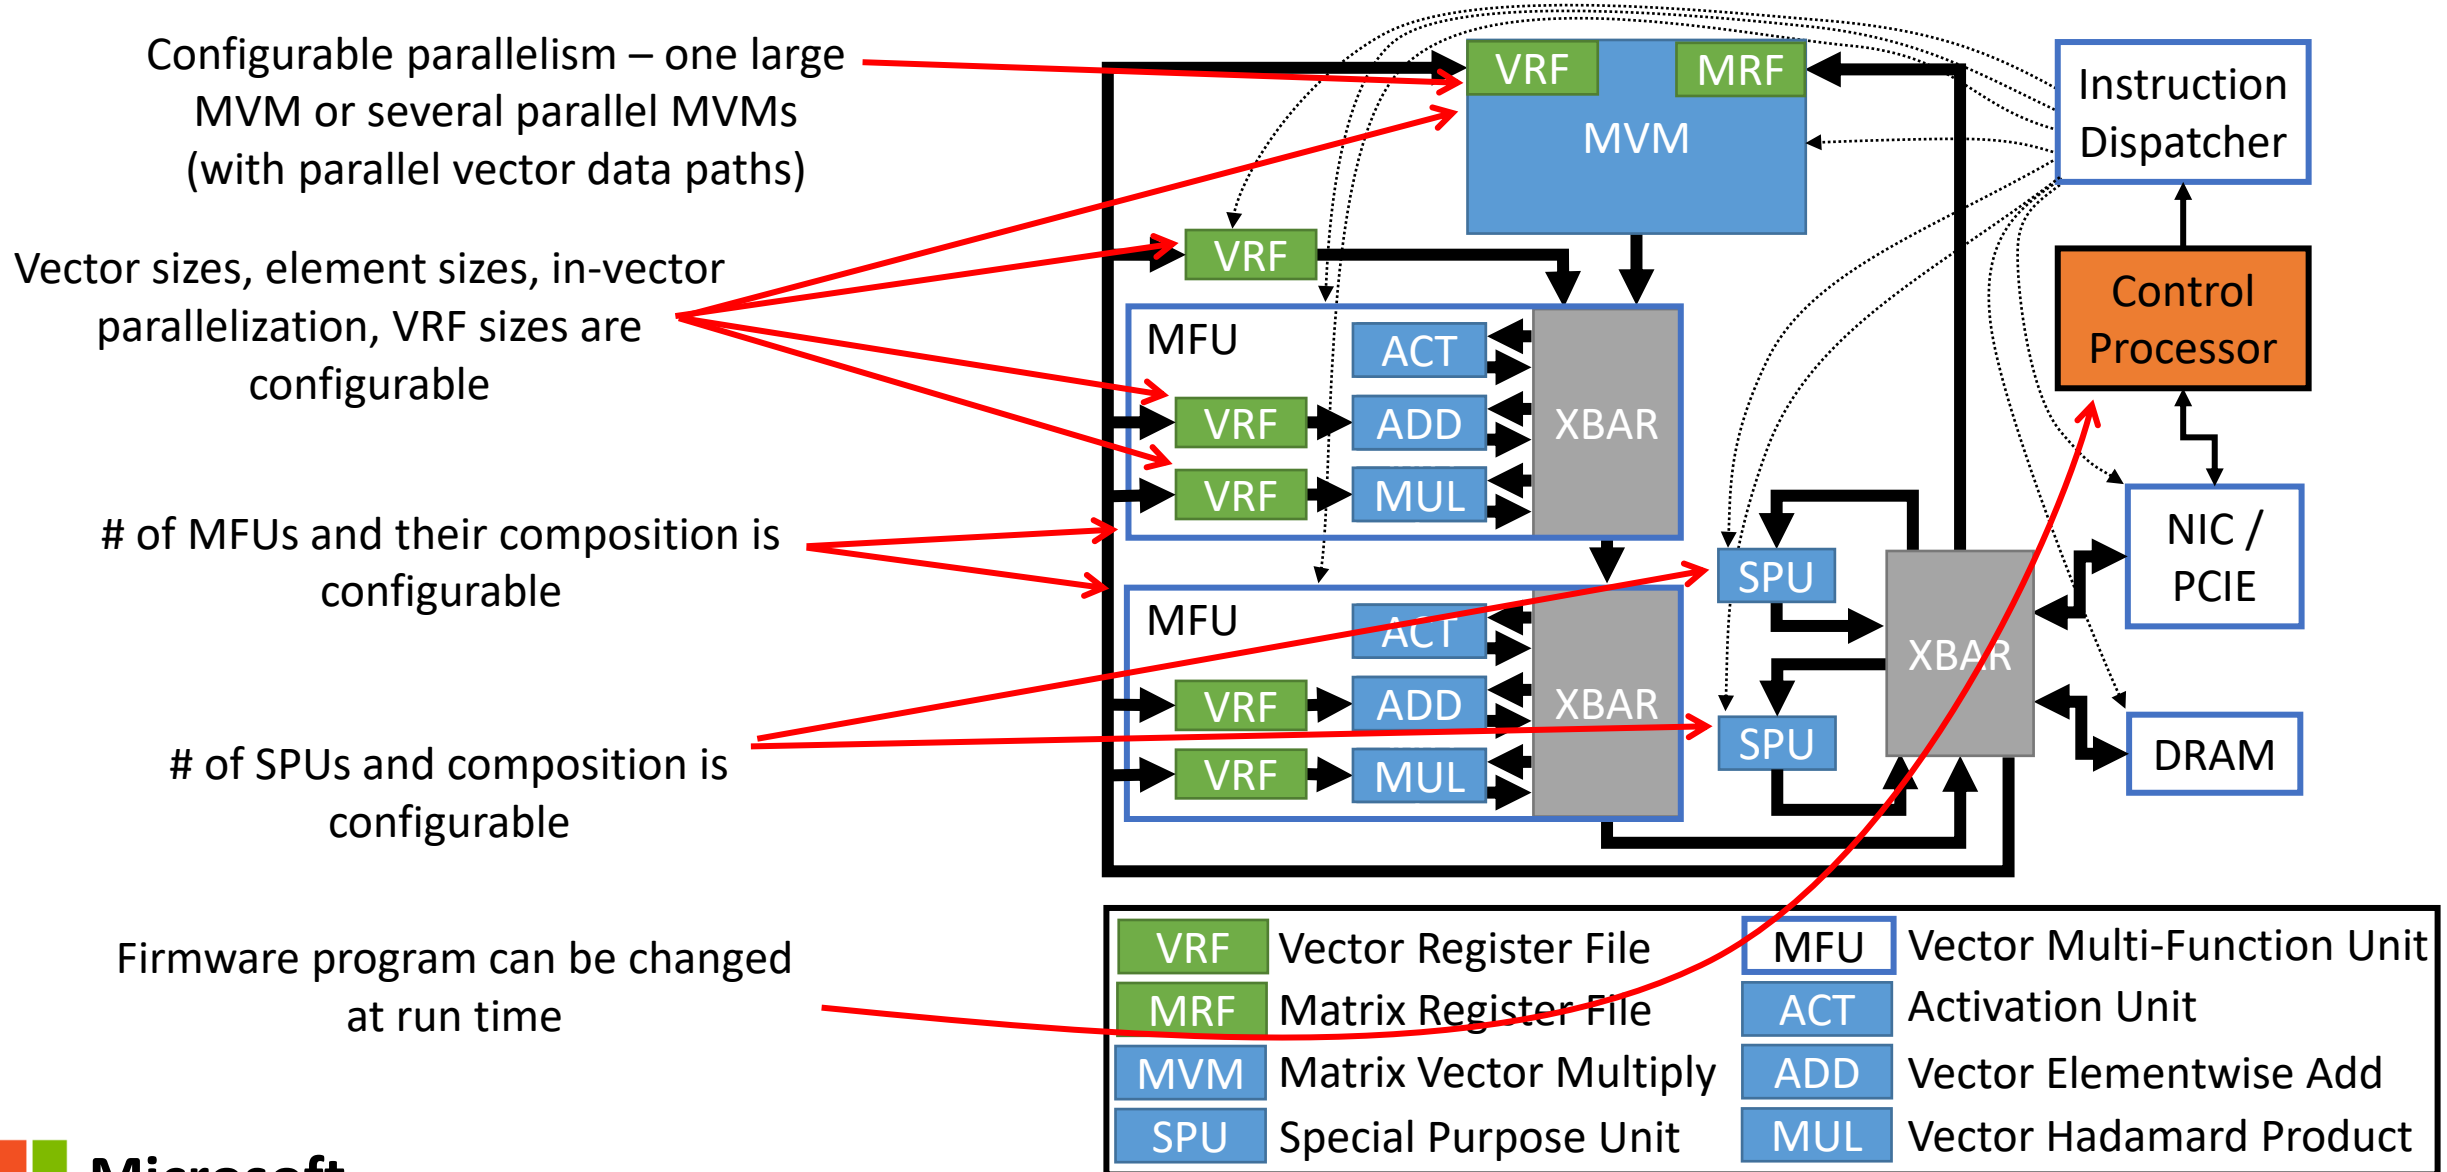 Configurable parallelism – one large
MVM or several parallel MVMs
(with parallel vector data paths)
Vector sizes, element sizes, in-vector
parallelization, VRF sizes are
configurable
# of MFUs and their composition is
configurable
# of SPUs and composition is
configurable
Firmware program can be changed
at run time
VRF
MRF
MVM
Instruction
Dispatcher
VRF
Control
Processor
MFU
ACT
VRF
ADD
XBAR
VRF
MUL
NIC /
PCIE
SPU
MFU
ACT
XBAR
VRF
ADD
XBAR
SPU
DRAM
VRF
MUL
VRF Vector Register File
MRF Matrix Register File
MVM Matrix Vector Multiply
SPU Special Purpose Unit
MFU Vector Multi-Function Unit
ACT Activation Unit
ADD Vector Elementwise Add
MUL Vector Hadamard Product
Microsoft